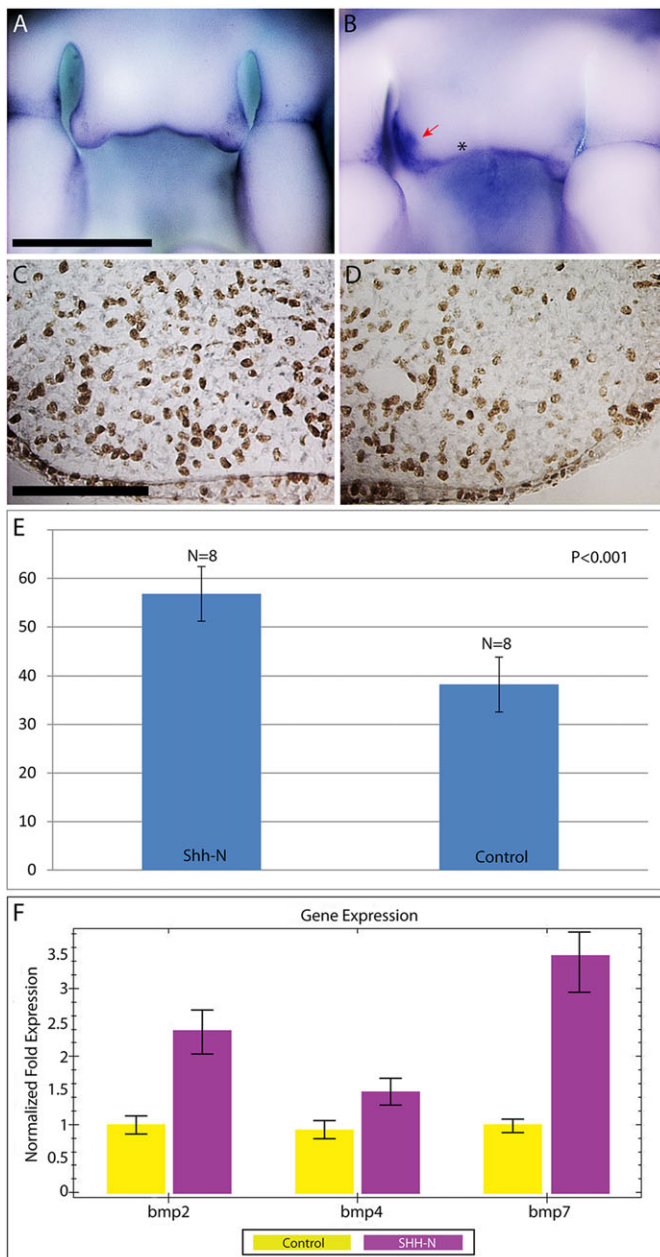 A
B
*
C
D
E
N=8
P<0.001
60
N=8
50
40
30
20
10
Shh-N
Control
0
F
Gene Expression
Normalized Fold Expression
3.5
3
2.5
2
1.5
1
0.5
0
bmp2
bmp4
bmp7
Control
SHH-N